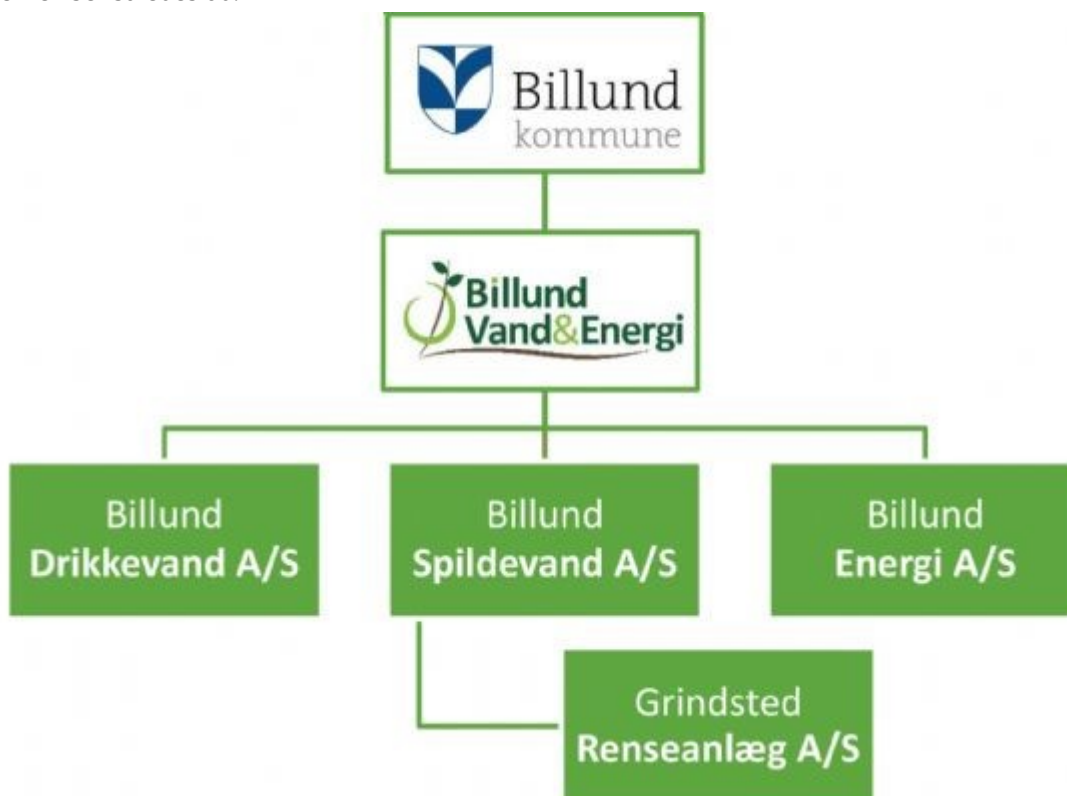 Billund
kommune
Billund
Vand&Energi
Billund
Drikkevand A/S
Billund
Spildevand A/S
Billund
Energi A/S
Grindsted
Renseanlæg A/S